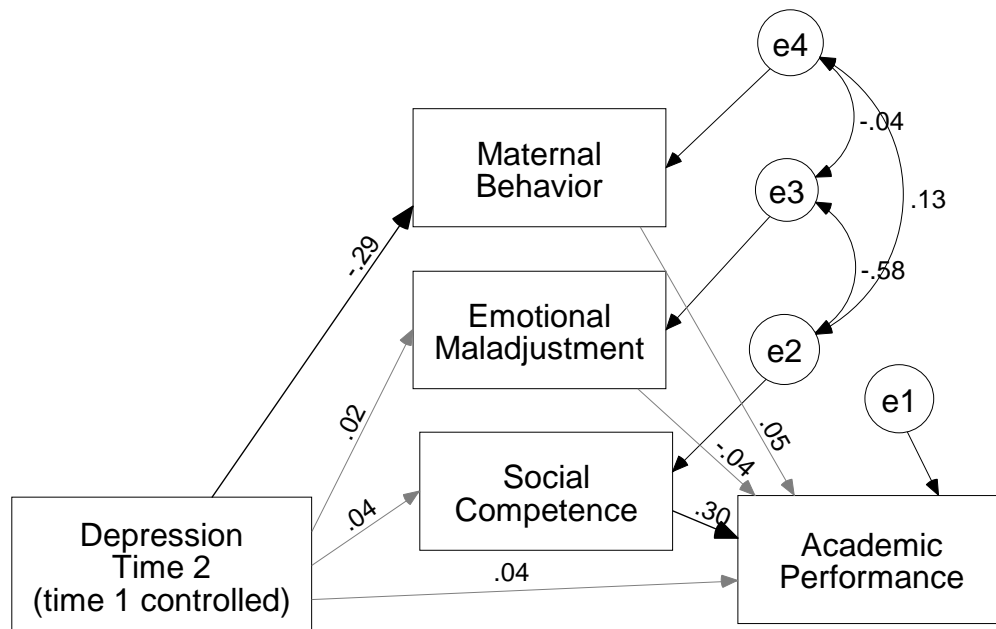 e4
-.04
Maternal
Behavior
e3
.13
-.29
-.58
Emotional
Maladjustment
e2
e1
.02
.05
-.04
Social
Competence
.04
.30
Depression
Time 2
(time 1 controlled)
.04
Academic
Performance